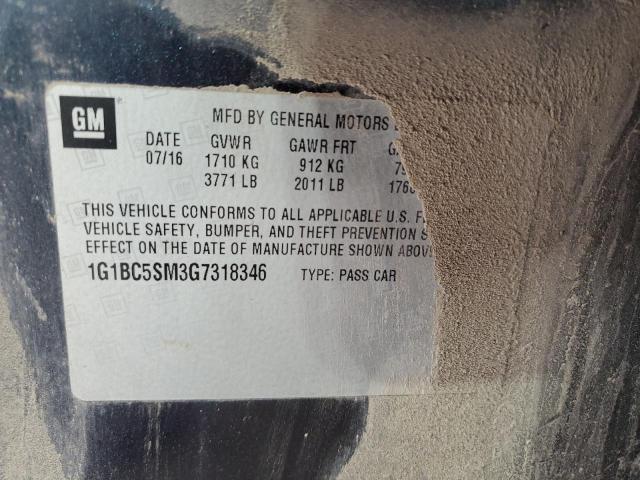 GM
MFD BY GENERAL MOTORS
DATE GVWR GAWR FRT
07/16 1710 KG 912 KG
3771 LB 2011 LB
THIS VEHICLE CONFORMS TO ALL APPLICABLE U.S.
VEHICLE SAFETY, BUMPER, AND THEFT PREVENTION
EFFECT ON THE DATE OF MANUFACTURE SHOWN
1G1BC5SM3G7318346 TYPE: PASS CAR